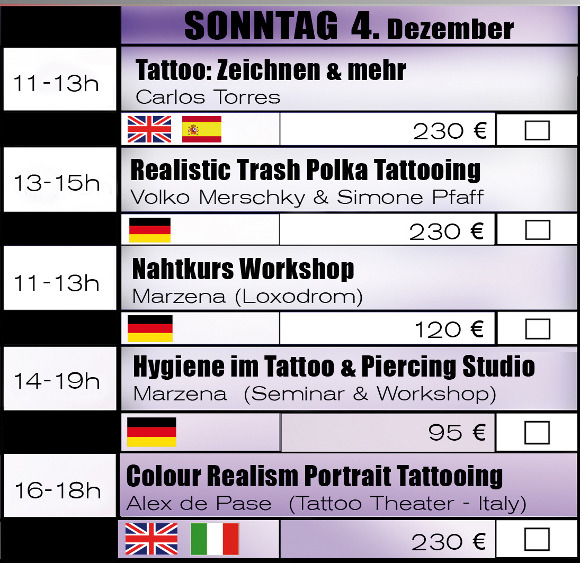 SONNTAG 4. Dezember
11-13h
Tattoo: Zeichnen & mehr
Carlos Torres
230 €
13-15h
Realistic Trash Polka Tattooing
Volko Merschky & Simone Pfaff
230 €
11-13h
Nahtkurs Workshop
Marzena (Loxodrom)
120 €
14-19h
Hygiene im Tattoo & Piercing Studio
Marzena (Seminar & Workshop)
95 €
16-18h
Colour Realism Portrait Tattooing
Alex de Pase (Tattoo Theater - Italy)
230 €